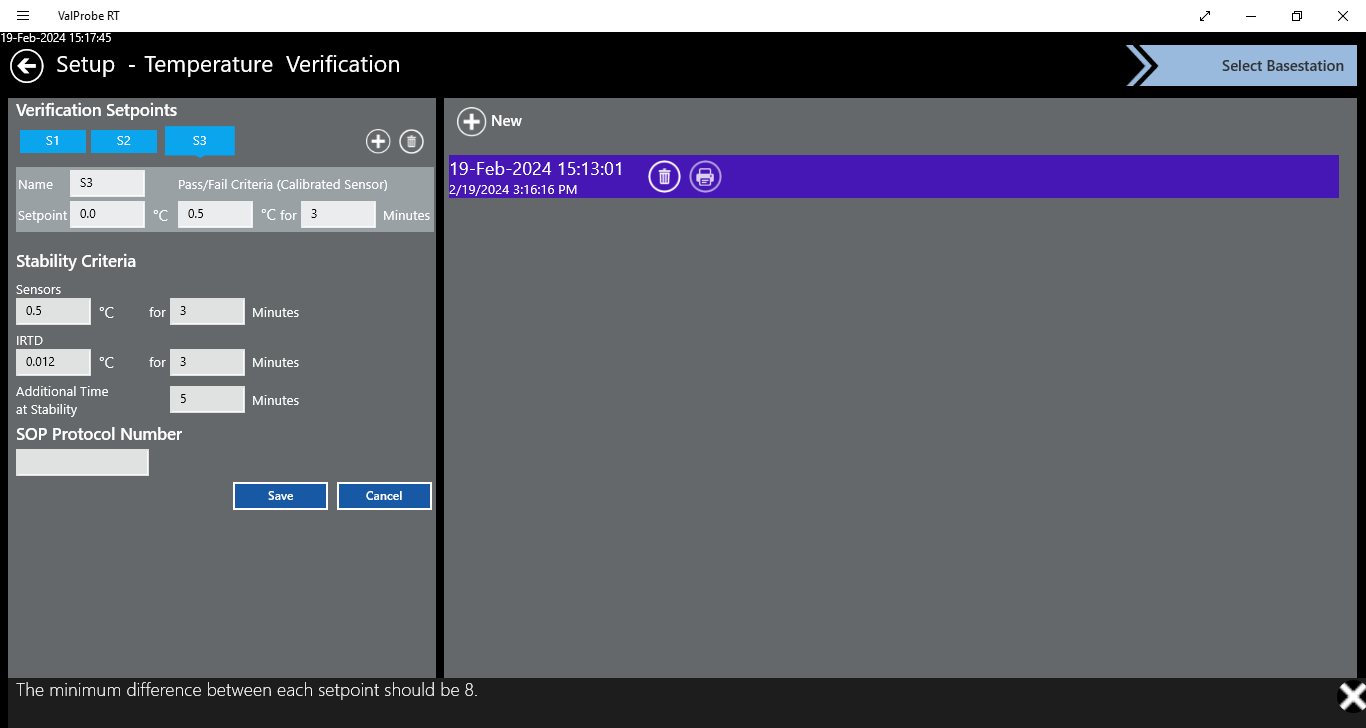 ValProbe RT
19-Feb-2024 15:17:45
Setup - Temperature Verification
Select Basestation
Verification Setpoints
S1 S2 S3
Name S3 Pass/Fail Criteria (Calibrated Sensor)
Setpoint 0.0 °C 0.5 °C for 3 Minutes
Stability Criteria
Sensors
0.5 °C for 3 Minutes
IRTD
0.012 °C for 3 Minutes
Additional Time
at Stability
5 Minutes
SOP Protocol Number
Save Cancel
New
19-Feb-2024 15:13:01
2/19/2024 3:16:16 PM
The minimum difference between each setpoint should be 8.